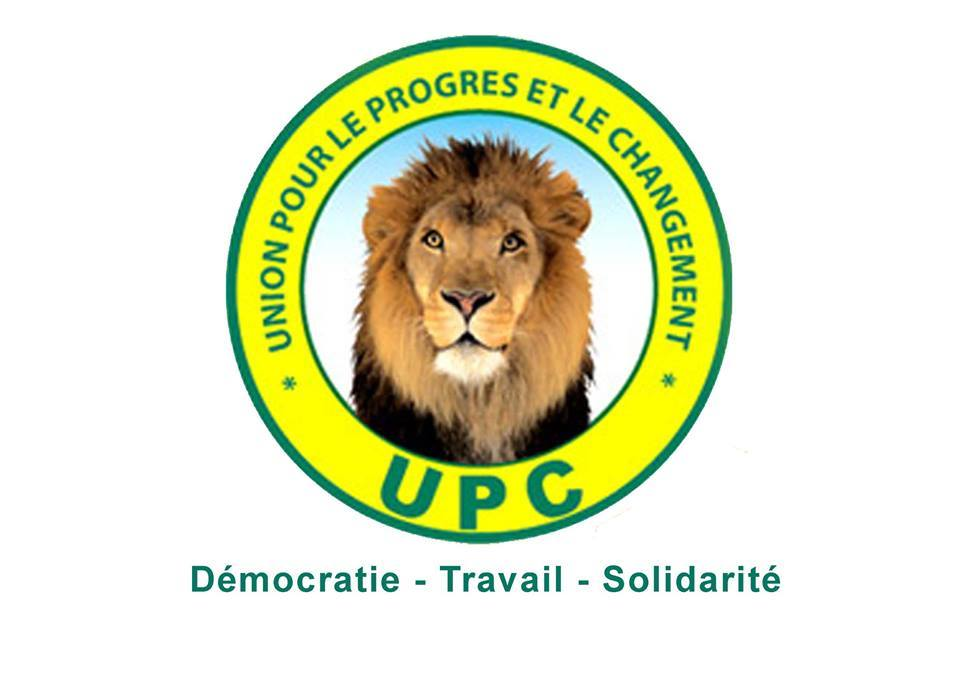 * UNION POUR LE PROGRES ET LE CHANGEMENT *
UPC
Démocratie - Travail - Solidarité